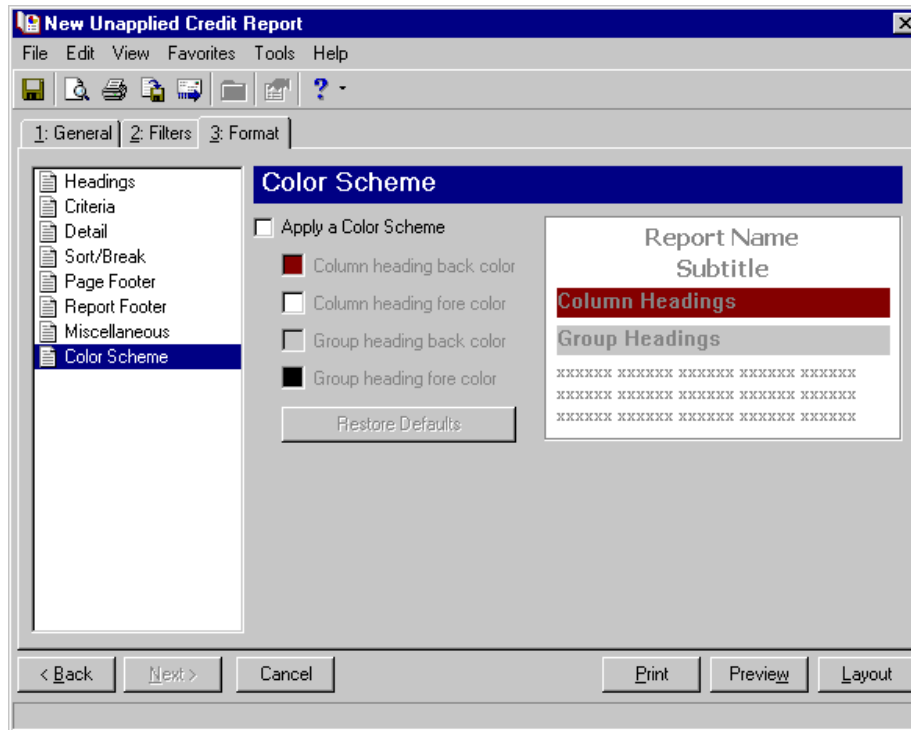 New Unapplied Credit Report
File Edit View Favorites Tools Help
?
1: General 2: Filters 3: Format
Headings
Criteria
Detail
Sort/Break
Page Footer
Report Footer
Miscellaneous
Color Scheme
Color Scheme
Apply a Color Scheme
Column heading back color
Column heading fore color
Group heading back color
Group heading fore color
Restore Defaults
Report Name
Subtitle
Column Headings
Group Headings
xxxxxx xxxxxx xxxxxx xxxxxx xxxxxx
xxxxxx xxxxxx xxxxxx xxxxxx xxxxxx
xxxxxx xxxxxx xxxxxx xxxxxx xxxxxx
< Back Next > Cancel Print Preview Layout